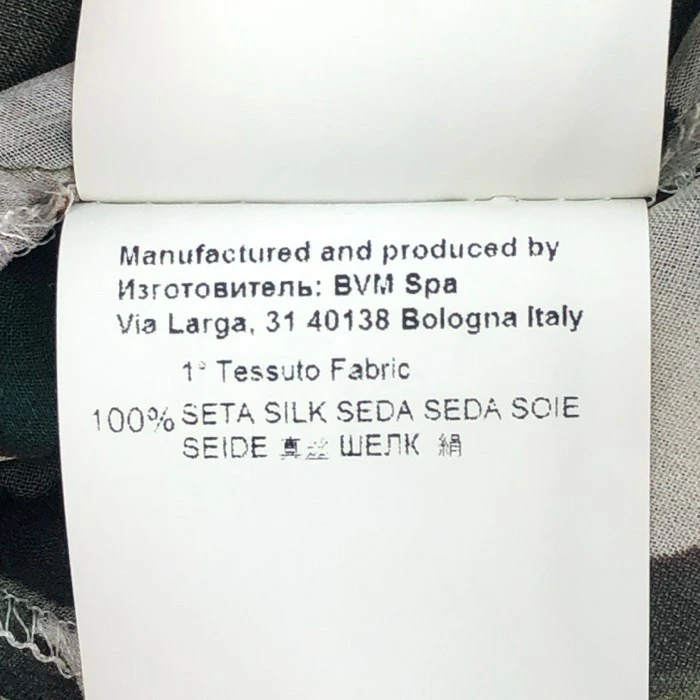 Manufactured and produced by
Изготовитель: BVM Spa
Via Larga, 31 40138 Bologna Italy
1ª Tessuto Fabric
100% SETA SILK SEDA SEDA SOIE
SEIDE 真丝 ШЕЛК 絹